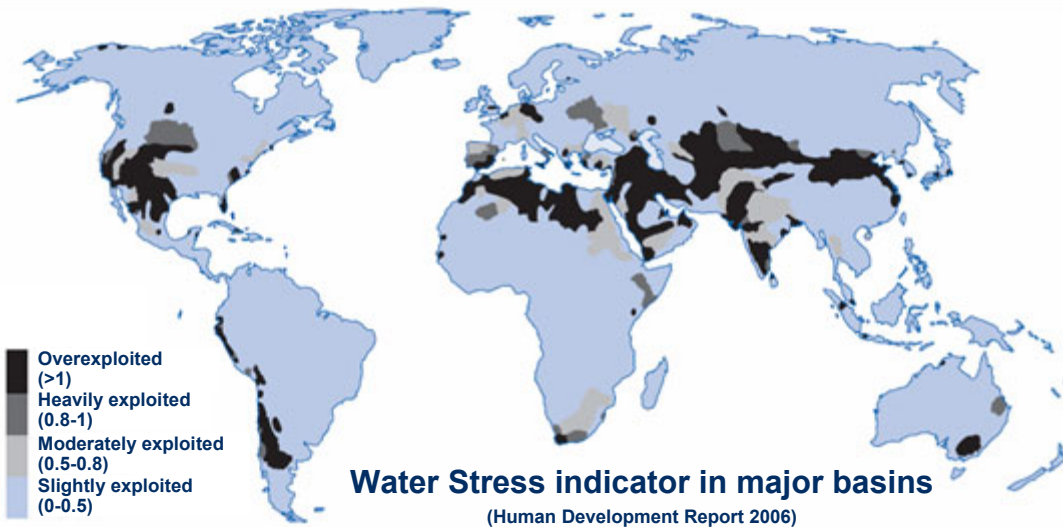 Overexploited
(>1)
Heavily exploited
(0.8-1)
Moderately exploited
(0.5-0.8)
Slightly exploited
(0-0.5)
Water Stress indicator in major basins
(Human Development Report 2006)